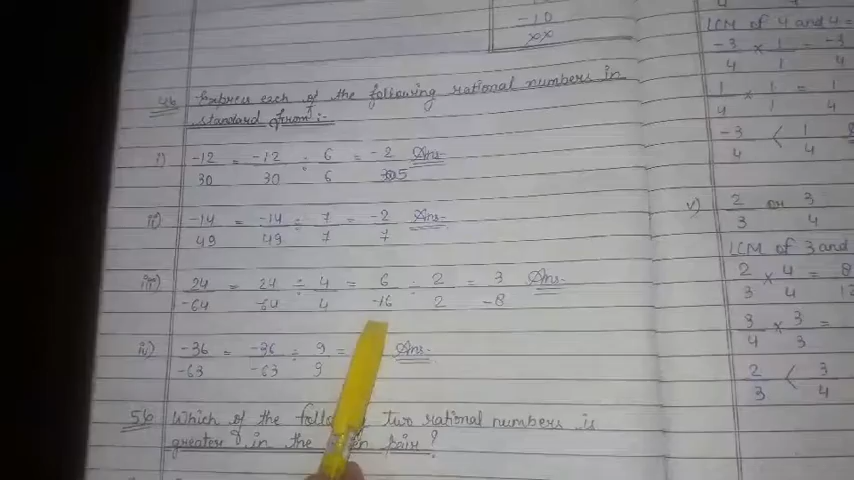 -10
xx
4Q Express each of the following rational numbers in
standard from :-
i) -12/30 = -12/30 ÷ 6/6 = -2/5 Ans
ii) -14/49 = -14/49 ÷ 7/7 = -2/7 Ans-
iii) 24/-64 = 24/-64 ÷ 4/4 = 6/-16 ÷ 2/2 = 3/-8 Ans-
iv) -36/-63 = -36/-63 ÷ 9/9 = Ans-
5Q Which of the two rational numbers is
greater in the pair?
LCM of 4 and 4 =
-3/4 × 1/1 = -3/4
1/4 × 1/1 = 1/4
-3/4 < 1/4
v) 2/3 or 3/4
LCM of 3 and
2/3 × 4/4 = 8/12
3/4 × 3/3 =
2/3 < 3/4